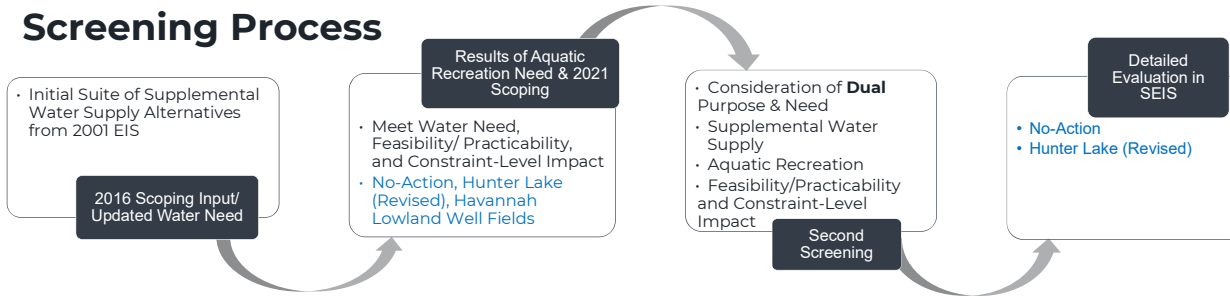 Screening Process
• Initial Suite of Supplemental
Water Supply Alternatives
from 2001 EIS
2016 Scoping Input/
Updated Water Need
Results of Aquatic
Recreation Need & 2021
Scoping
• Meet Water Need,
Feasibility/ Practicability,
and Constraint-Level Impact
• No-Action, Hunter Lake
(Revised), Havannah
Lowland Well Fields
• Consideration of Dual
Purpose & Need
• Supplemental Water
Supply
• Aquatic Recreation
• Feasibility/Practicability
and Constraint-Level
Impact
Second
Screening
Detailed
Evaluation in
SEIS
• No-Action
• Hunter Lake (Revised)